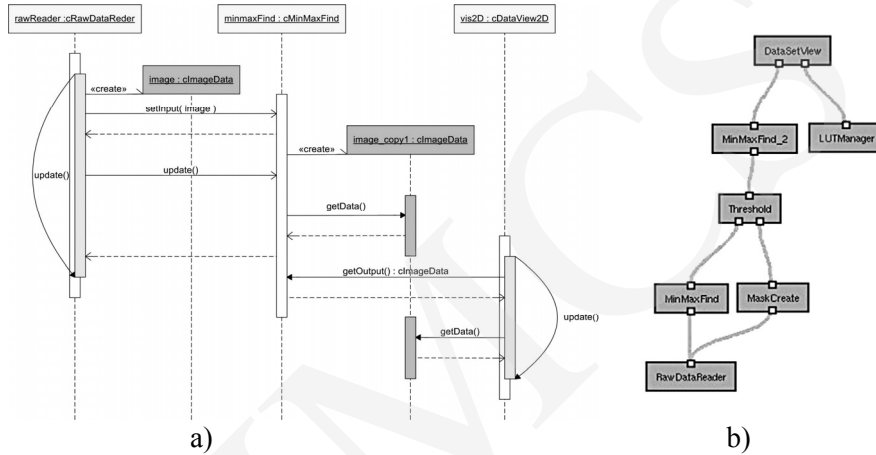 rawReader :cRawDataReder
minmaxFind : cMinMaxFind
vis2D : cDataView2D
image : cImageData
«create»
setInput( image )
image_copy1 : cImageData
«create»
update()
update()
getData()
getOutput() : cImageData
getData()
update()
a)
DataSetView
MinMaxFind_2
LUTManager
Threshold
MinMaxFind
MaskCreate
RawDataReader
b)
UMCS